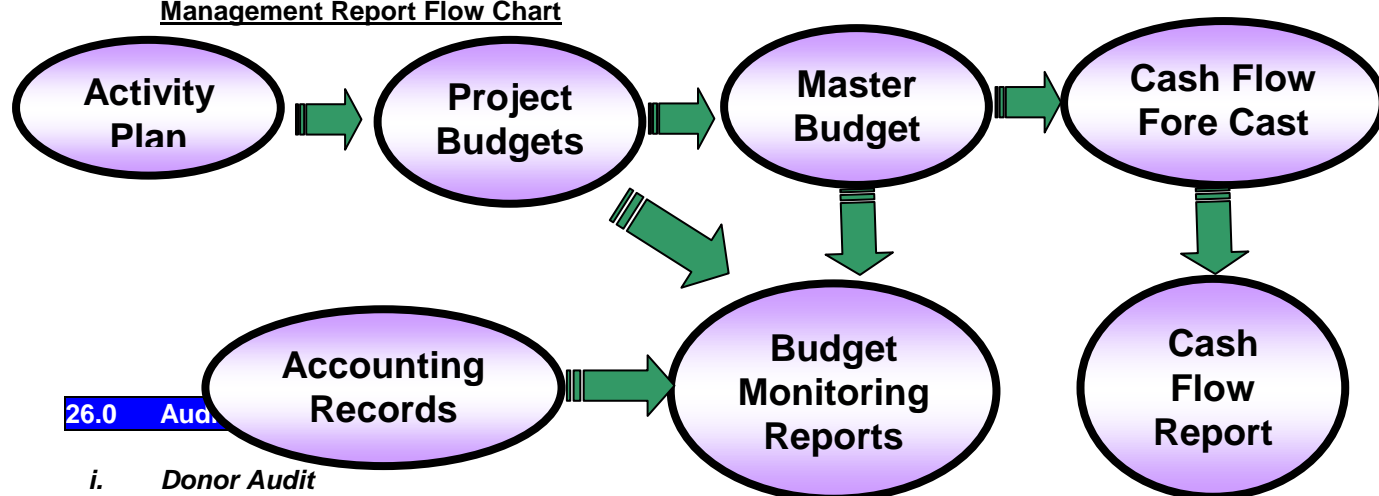 Management Report Flow Chart
Activity
Plan
Project
Budgets
Master
Budget
Cash Flow
Fore Cast
Accounting
Records
Budget
Monitoring
Reports
Cash
Flow
Report
26.0
i. Donor Audit